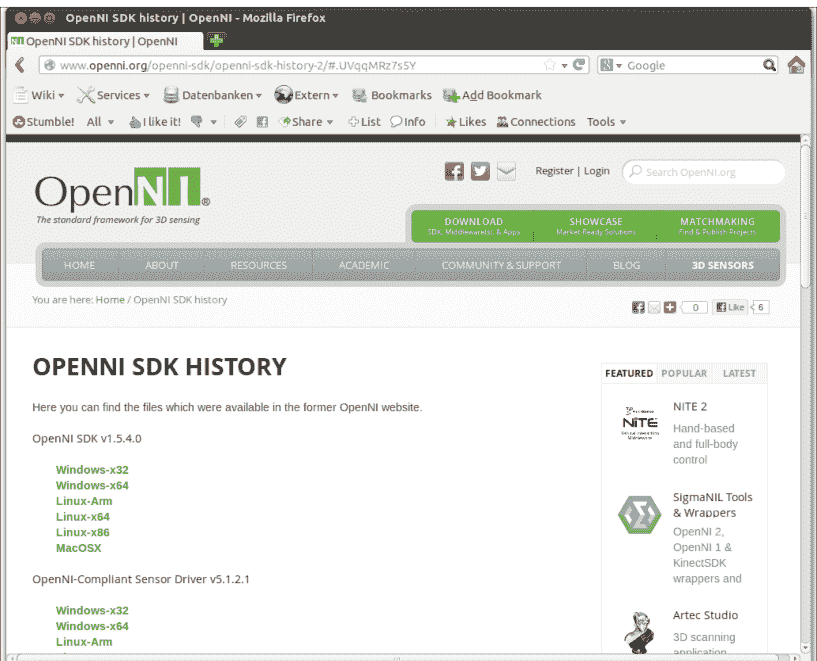 OpenNI SDK history | OpenNI - Mozilla Firefox
OpenNI SDK history | OpenNI
www.openni.org/openni-sdk/openni-sdk-history-2/#.UVqqMRz7s5Y
Google
Wiki Services Datenbanken Extern Bookmarks Add Bookmark
Stumble! All I like it! Share List Info Likes Connections Tools
Register | Login
Search OpenNI.org
OpenNI®
The standard framework for 3D sensing
DOWNLOAD SHOWCASE MATCHMAKING
SDK, Middleware(s), & Apps Market Ready Solutions Find & Publish Projects
HOME ABOUT RESOURCES ACADEMIC COMMUNITY & SUPPORT BLOG 3D SENSORS
You are here: Home / OpenNI SDK history
0 Like 6
OPENNI SDK HISTORY
Here you can find the files which were available in the former OpenNI website.
OpenNI SDK v1.5.4.0
Windows-x32
Windows-x64
Linux-Arm
Linux-x64
Linux-x86
MacOSX
OpenNI-Compliant Sensor Driver v5.1.2.1
Windows-x32
Windows-x64
Linux-Arm
FEATURED POPULAR LATEST
NITE
NITE 2
Hand-based
and full-body
control
SigmaNIL Tools
& Wrappers
OpenNI 2,
OpenNI 1 &
KinectSDK
wrappers and
Artec Studio
3D scanning
application